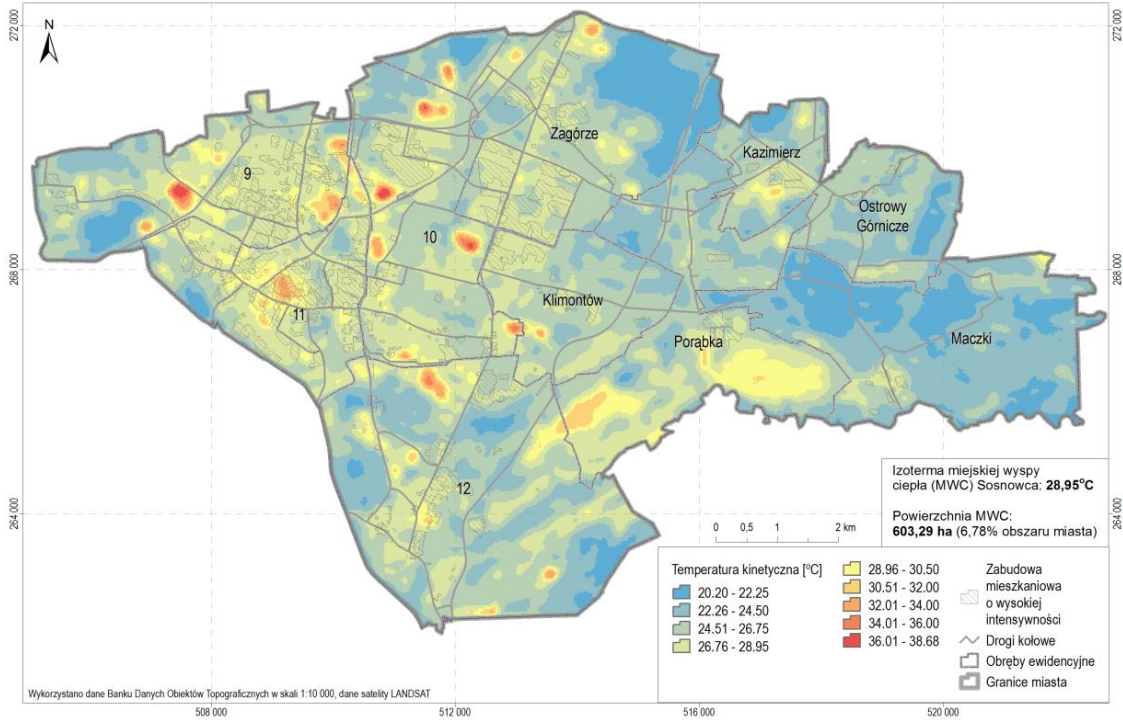 272 000
272 000
N
Zagórze
Kazimierz
9
Ostrowy
Górnicze
10
268 000
268 000
Klimontów
11
Porąbka
Maczki
12
Izoterma miejskiej wyspy
ciepła (MWC) Sosnowca: 28,95°C
Powierzchnia MWC:
603,29 ha (6,78% obszaru miasta)
264 000
264 000
0 0,5 1 2 km
Temperatura kinetyczna [°C]
20.20 - 22.25
22.26 - 24.50
24.51 - 26.75
26.76 - 28.95
28.96 - 30.50
30.51 - 32.00
32.01 - 34.00
34.01 - 36.00
36.01 - 38.68
Zabudowa
mieszkaniowa
o wysokiej
intensywności
Drogi kołowe
Obręby ewidencyjne
Granice miasta
Wykorzystano dane Banku Danych Obiektów Topograficznych w skali 1:10 000, dane satelity LANDSAT
508 000
512 000
516 000
520 000